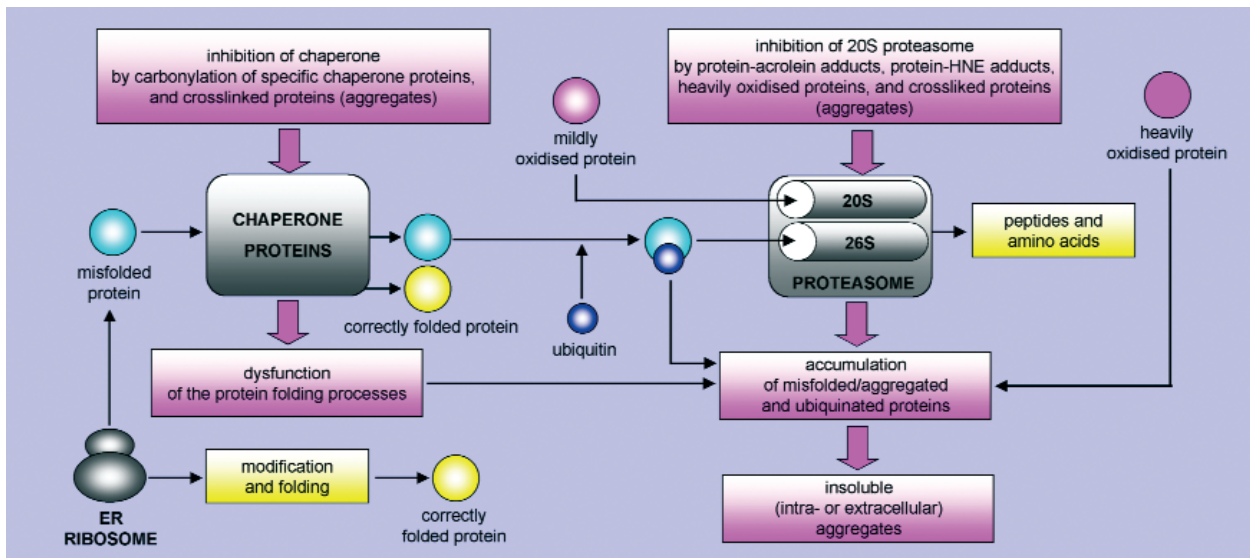 inhibition of chaperone
by carbonylation of specific chaperone proteins,
and crosslinked proteins (aggregates)
inhibition of 20S proteasome
by protein-acrolein adducts, protein-HNE adducts,
heavily oxidised proteins, and crossliked proteins
(aggregates)
mildly
oxidised protein
heavily
oxidised protein
CHAPERONE
PROTEINS
20S
26S
PROTEASOME
peptides and
amino acids
misfolded
protein
correctly folded protein
ubiquitin
dysfunction
of the protein folding processes
accumulation
of misfolded/aggregated
and ubiquinated proteins
modification
and folding
correctly
folded protein
insoluble
(intra- or extracellular)
aggregates
ER
RIBOSOME